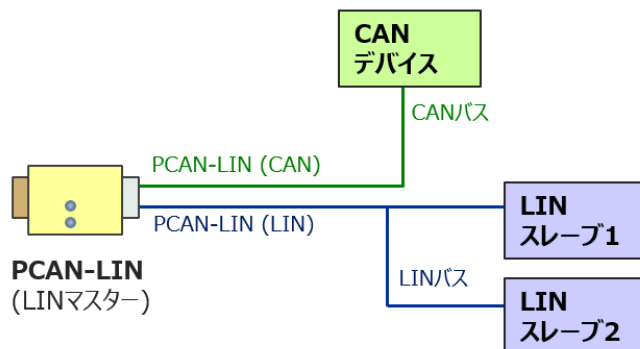 CAN
デバイス
CANバス
PCAN-LIN (CAN)
PCAN-LIN (LIN)
LIN
スレーブ1
PCAN-LIN
(LINマスター)
LINバス
LIN
スレーブ2